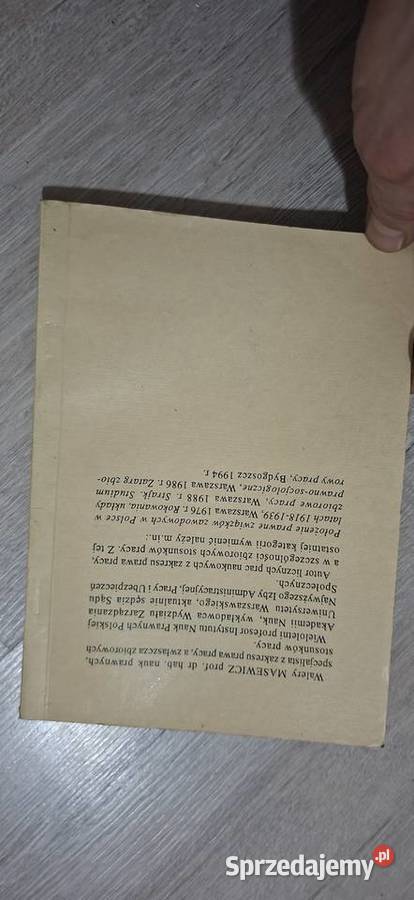 Walery MASEWICZ prof. dr hab. nauk prawnych,
specjalista z zakresu prawa pracy, a zwłaszcza zbiorowych
stosunków pracy.
Wieloletni profesor Instytutu Nauk Prawnych Polskiej
Akademii Nauk, wykładowca Wydziału Zarządzania
Uniwersytetu Warszawskiego, aktualnie sędzia Sądu
Najwyższego Izby Administracyjnej, Pracy i Ubezpieczeń
Społecznych.
Autor licznych prac naukowych z zakresu prawa pracy,
a w szczególności zbiorowych stosunków pracy. Z tej
ostatniej kategorii wymienić należy m.in.:
Położenie prawne związków zawodowych w Polsce w
latach 1918-1939, Warszawa 1976 r. Rokowania, układy
zbiorowe pracy, Warszawa 1988 r. Strajk. Studium
prawno-socjologiczne, Warszawa 1986 r. Zatarg zbio-
rowy pracy, Bydgoszcz 1994 r.
Sprzedajemy.pl